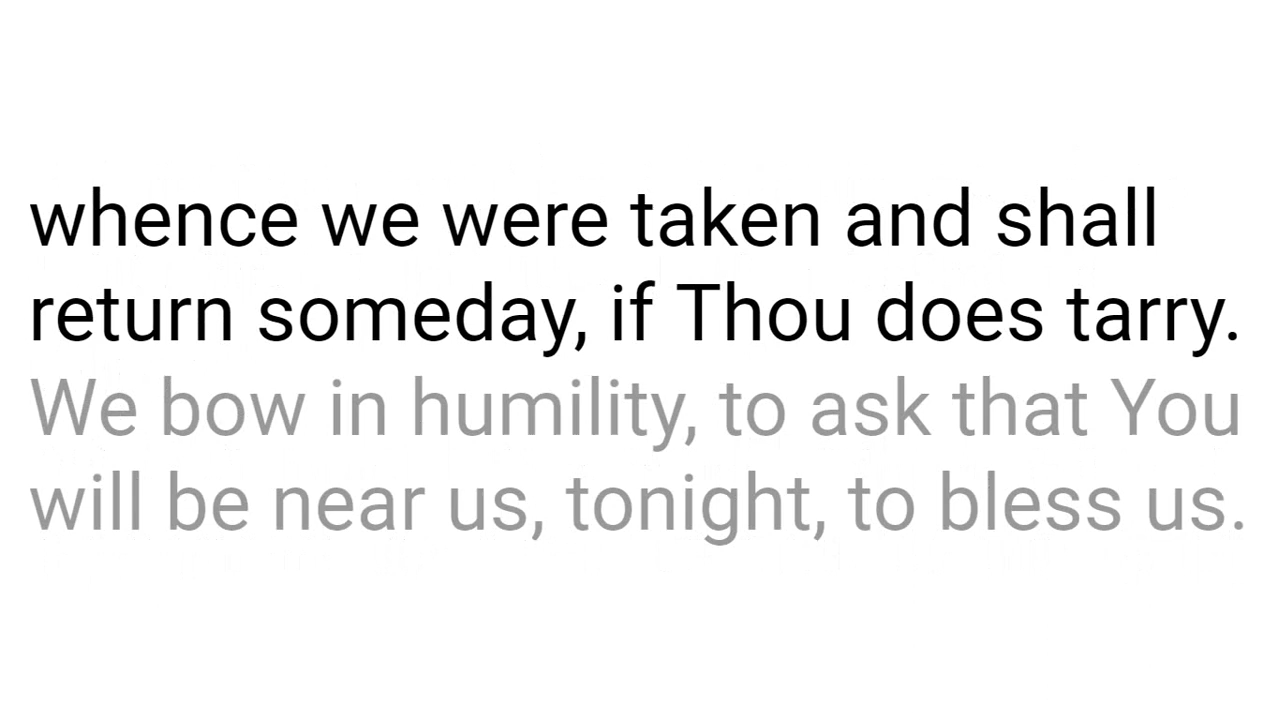 whence we were taken and shall
return someday, if Thou does tarry.
We bow in humility, to ask that You
will be near us, tonight, to bless us.